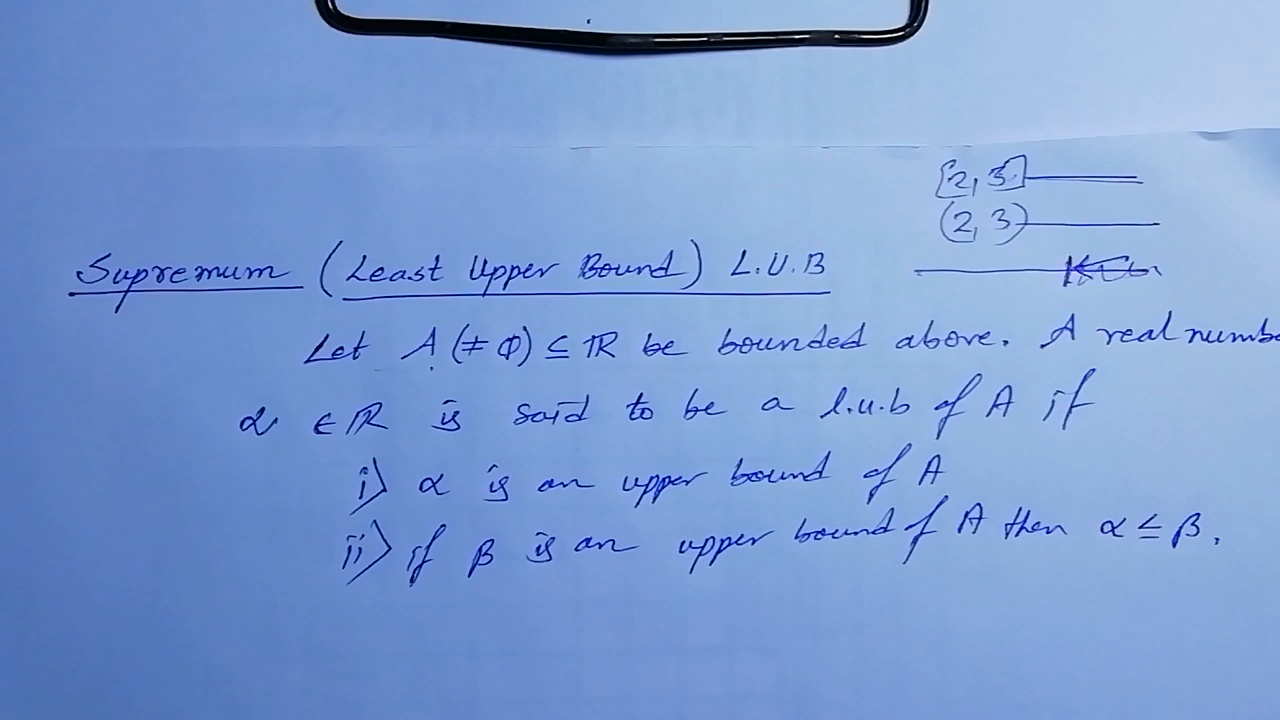 [2, 3]
(2, 3)
Supremum (Least Upper Bound) L.U.B
Let A (≠ Φ) ⊆ ℝ be bounded above. A real numbe
α ∈ ℝ is said to be a l.u.b of A if
i) α is an upper bound of A
ii) if β is an upper bound of A then α ≤ β.